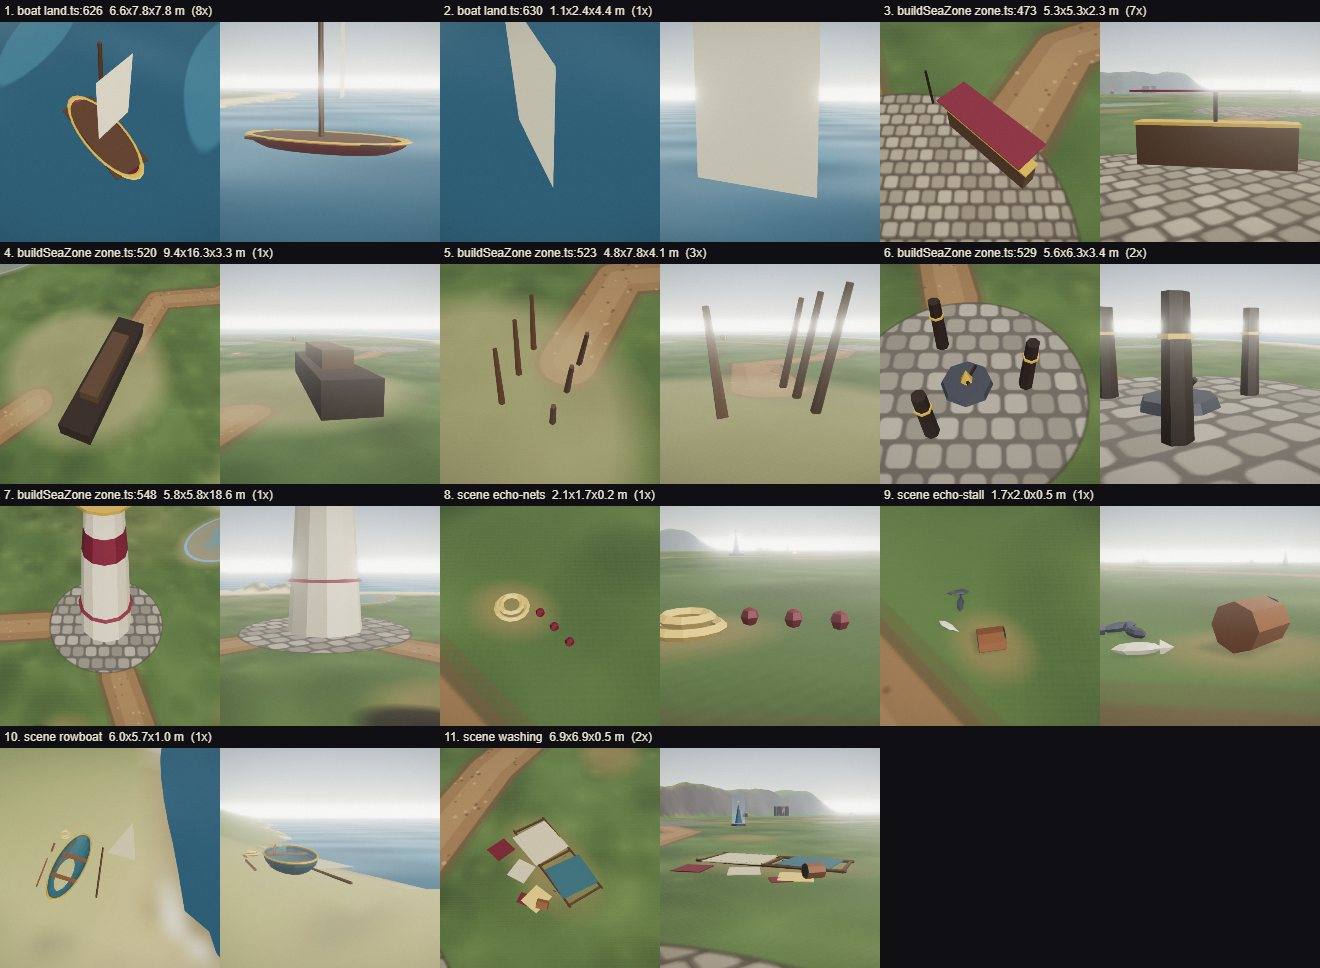 1. boat land.ts:626 6.6x7.8x7.8 m (8x)
2. boat land.ts:630 1.1x2.4x4.4 m (1x)
3. buildSeaZone zone.ts:473 5.3x5.3x2.3 m (7x)
4. buildSeaZone zone.ts:520 9.4x16.3x3.3 m (1x)
5. buildSeaZone zone.ts:523 4.8x7.8x4.1 m (3x)
6. buildSeaZone zone.ts:529 5.6x6.3x3.4 m (2x)
7. buildSeaZone zone.ts:548 5.8x5.8x18.6 m (1x)
8. scene echo-nets 2.1x1.7x0.2 m (1x)
9. scene echo-stall 1.7x2.0x0.5 m (1x)
10. scene rowboat 6.0x5.7x1.0 m (1x)
11. scene washing 6.9x6.9x0.5 m (2x)